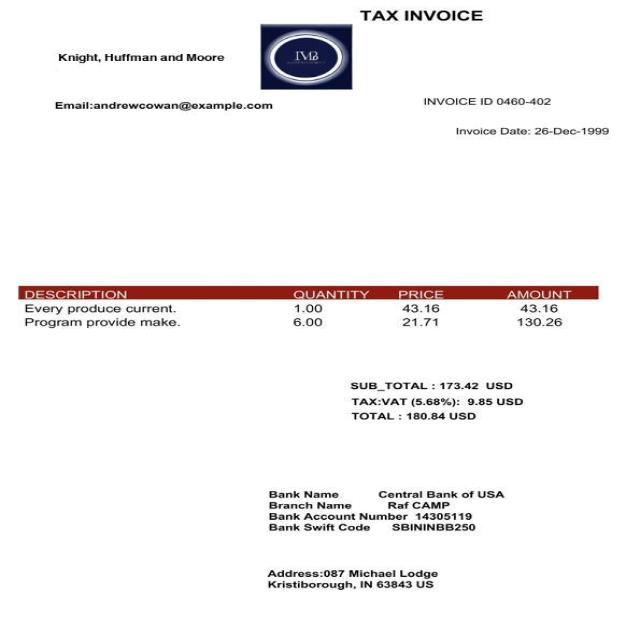 TAX INVOICE
Knight, Huffman and Moore
Email:andrewcowan@example.com
INVOICE ID 0460-402
Invoice Date: 26-Dec-1999
DESCRIPTION QUANTITY PRICE AMOUNT
Every produce current. 1.00 43.16 43.16
Program provide make. 6.00 21.71 130.26
SUB_TOTAL : 173.42 USD
TAX:VAT (5.68%): 9.85 USD
TOTAL : 180.84 USD
Bank Name Central Bank of USA
Branch Name Raf CAMP
Bank Account Number 14305119
Bank Swift Code SBININBB250
Address:087 Michael Lodge
Kristiborough, IN 63843 US